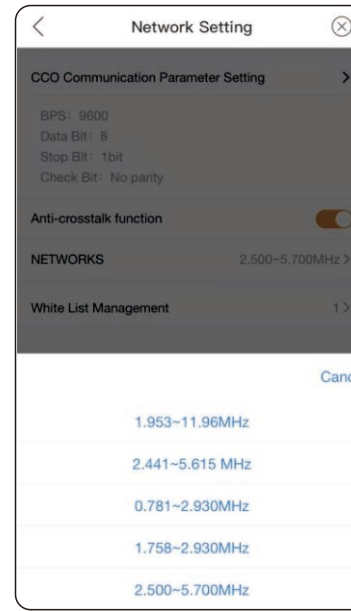 Network Setting
CCO Communication Parameter Setting
BPS: 9600
Data Bit: 8
Stop Bit: 1bit
Check Bit: No parity
Anti-crosstalk function
NETWORKS 2.500~5.700MHz
White List Management 1
Canc
1.953~11.96MHz
2.441~5.615 MHz
0.781~2.930MHz
1.758~2.930MHz
2.500~5.700MHz